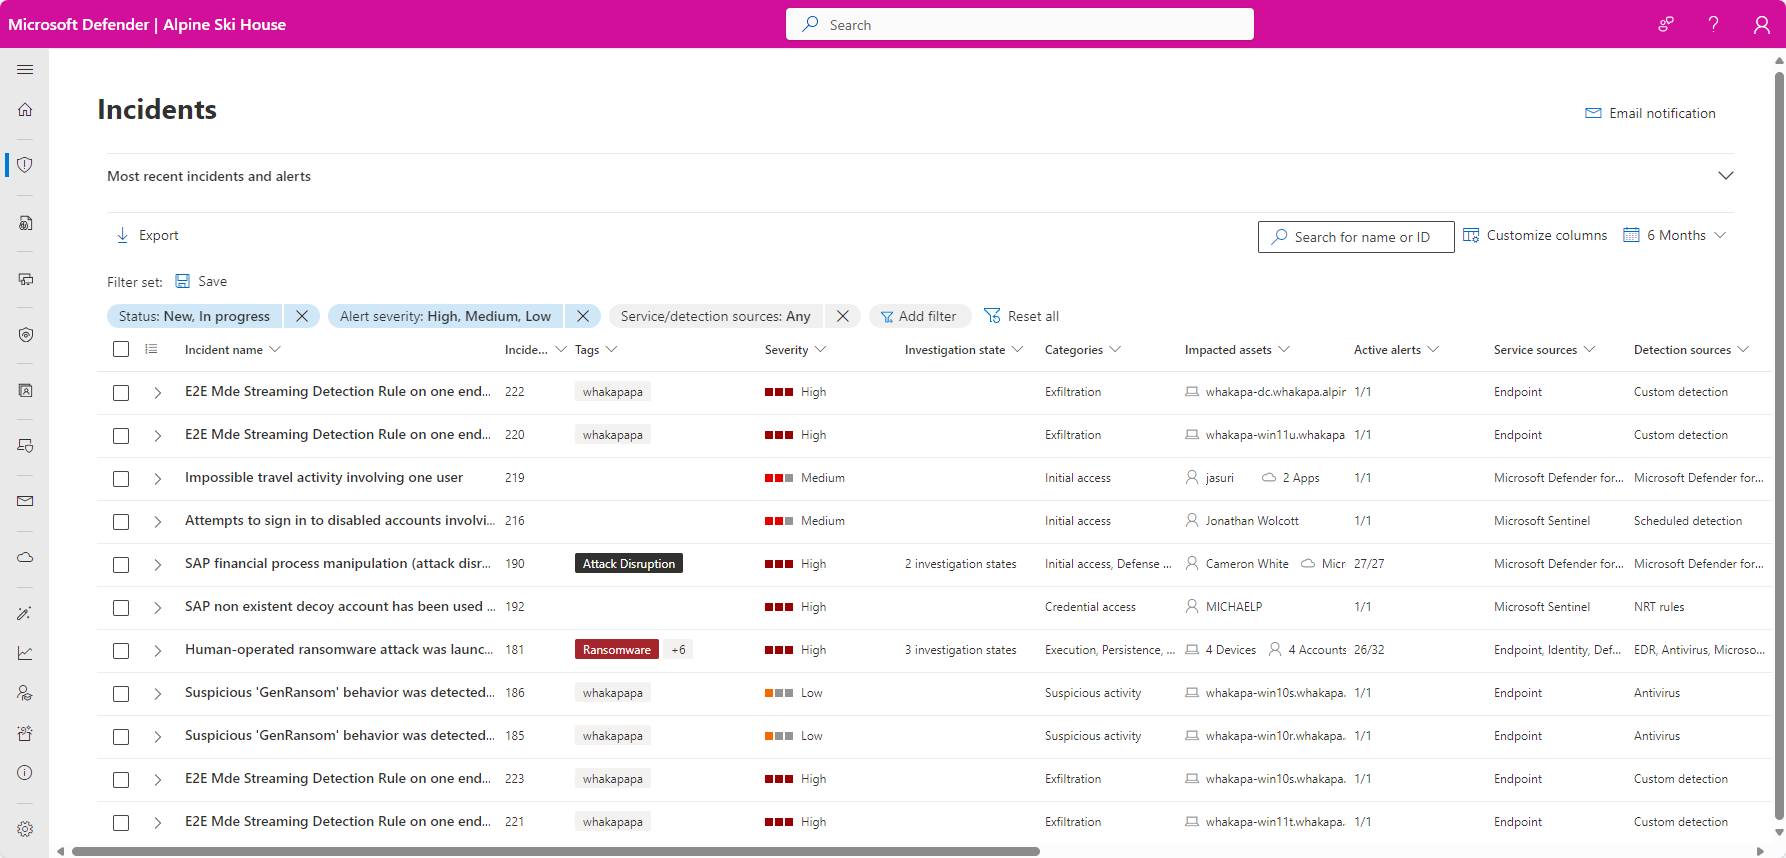 Microsoft Defender | Alpine Ski House
Search
?
Incidents
Email notification
Most recent incidents and alerts
Export
Search for name or ID
Customize columns
6 Months
Filter set:
Save
Status: New, In progress
Alert severity: High, Medium, Low
Service/detection sources: Any
Add filter
Reset all
Incident name Incide... Tags Severity Investigation state Categories Impacted assets Active alerts Service sources Detection sources
E2E Mde Streaming Detection Rule on one end... 222 whakapapa High Exfiltration whakapa-dc.whakapa.alpin 1/1 Endpoint Custom detection
E2E Mde Streaming Detection Rule on one end... 220 whakapapa High Exfiltration whakapa-win11u.whakapa. 1/1 Endpoint Custom detection
Impossible travel activity involving one user 219 Medium Initial access jasuri 2 Apps 1/1 Microsoft Defender for... Microsoft Defender for...
Attempts to sign in to disabled accounts involvi... 216 Medium Initial access Jonathan Wolcott 1/1 Microsoft Sentinel Scheduled detection
SAP financial process manipulation (attack disr... 190 Attack Disruption High 2 investigation states Initial access, Defense ... Cameron White Micr 27/27 Microsoft Defender for... Microsoft Defender for...
SAP non existent decoy account has been used ... 192 High Credential access MICHAELP 1/1 Microsoft Sentinel NRT rules
Human-operated ransomware attack was launc... 181 Ransomware +6 High 3 investigation states Execution, Persistence, ... 4 Devices 4 Accounts 26/32 Endpoint, Identity, Def... EDR, Antivirus, Microso...
Suspicious 'GenRansom' behavior was detected... 186 whakapapa Low Suspicious activity whakapa-win10s.whakapa. 1/1 Endpoint Antivirus
Suspicious 'GenRansom' behavior was detected... 185 whakapapa Low Suspicious activity whakapa-win10r.whakapa. 1/1 Endpoint Antivirus
E2E Mde Streaming Detection Rule on one end... 223 whakapapa High Exfiltration whakapa-win10s.whakapa. 1/1 Endpoint Custom detection
E2E Mde Streaming Detection Rule on one end... 221 whakapapa High Exfiltration whakapa-win11t.whakapa. 1/1 Endpoint Custom detection